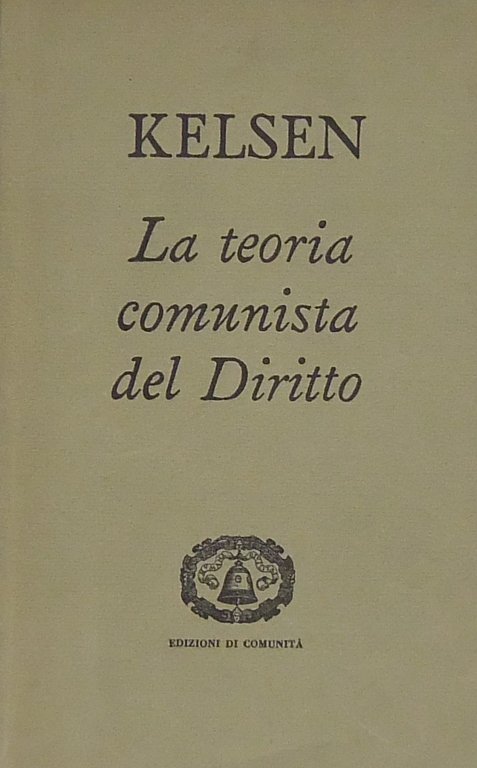 KELSEN
La teoria
comunista
del Diritto
EDIZIONI DI COMUNITÀ